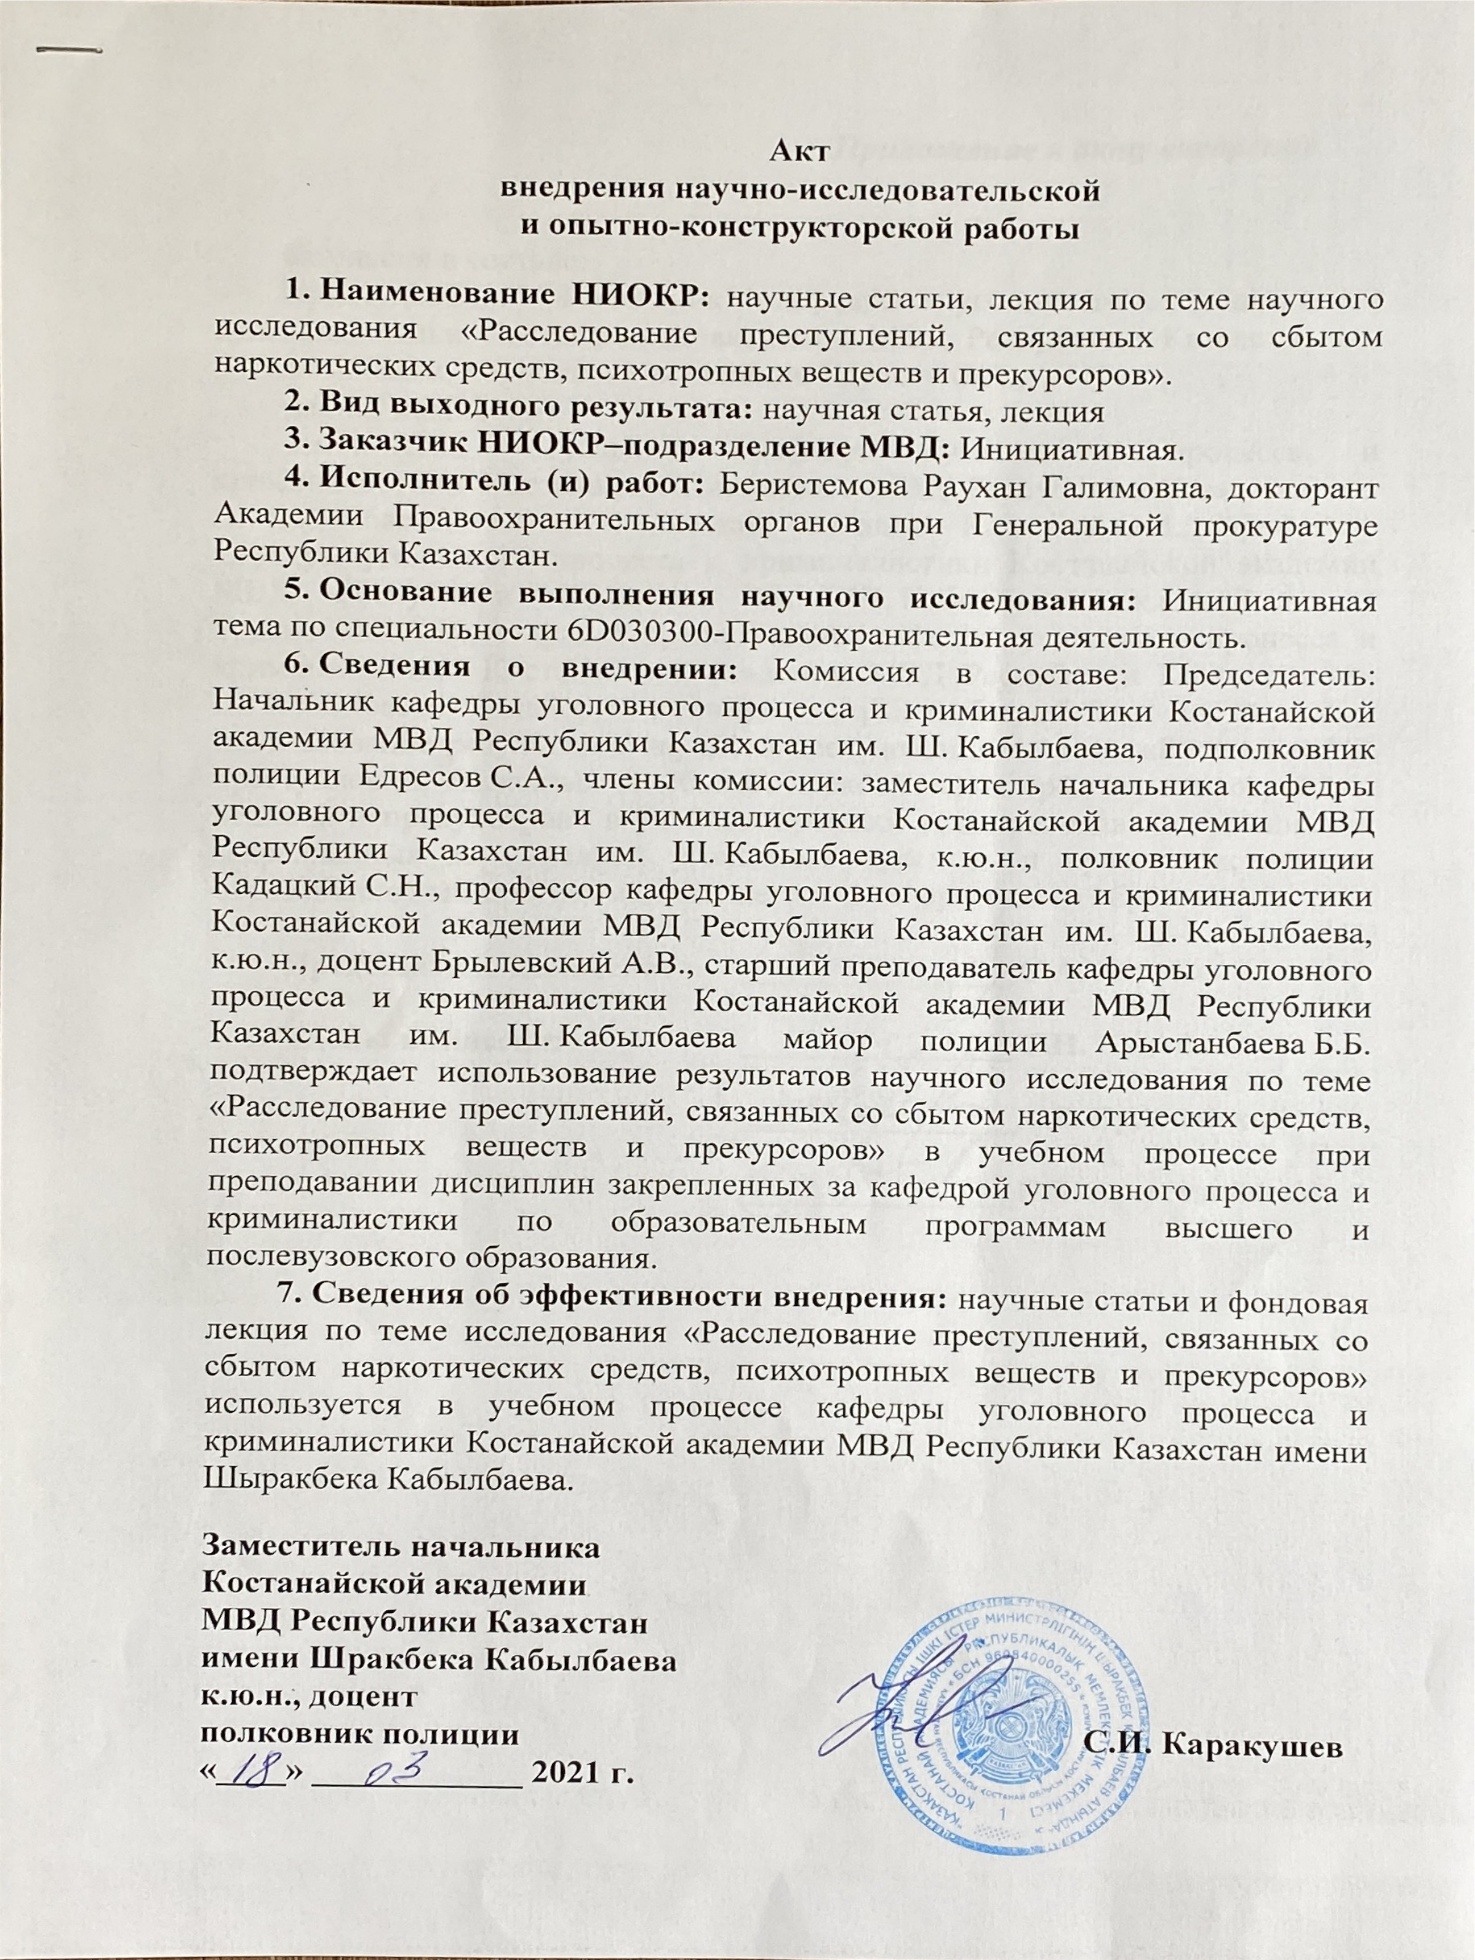 Акт
внедрения научно-исследовательской
и опытно-конструкторской работы
1. Наименование НИОКР: научные статьи, лекция по теме научного
исследования «Расследование преступлений, связанных со сбытом
наркотических средств, психотропных веществ и прекурсоров».
2. Вид выходного результата: научная статья, лекция
3. Заказчик НИОКР–подразделение МВД: Инициативная.
4. Исполнитель (и) работ: Беристемова Раухан Галимовна, докторант
Академии Правоохранительных органов при Генеральной прокуратуре
Республики Казахстан.
5. Основание выполнения научного исследования: Инициативная
тема по специальности 6D030300-Правоохранительная деятельность.
6. Сведения о внедрении: Комиссия в составе: Председатель:
Начальник кафедры уголовного процесса и криминалистики Костанайской
академии МВД Республики Казахстан им. Ш. Кабылбаева, подполковник
полиции Едресов С.А., члены комиссии: заместитель начальника кафедры
уголовного процесса и криминалистики Костанайской академии МВД
Республики Казахстан им. Ш. Кабылбаева, к.ю.н., полковник полиции
Кадацкий С.Н., профессор кафедры уголовного процесса и криминалистики
Костанайской академии МВД Республики Казахстан им. Ш. Кабылбаева,
к.ю.н., доцент Брылевский А.В., старший преподаватель кафедры уголовного
процесса и криминалистики Костанайской академии МВД Республики
Казахстан им. Ш. Кабылбаева майор полиции Арыстанбаева Б.Б.
подтверждает использование результатов научного исследования по теме
«Расследование преступлений, связанных со сбытом наркотических средств,
психотропных веществ и прекурсоров» в учебном процессе при
преподавании дисциплин закрепленных за кафедрой уголовного процесса и
криминалистики по образовательным программам высшего и
послевузовского образования.
7. Сведения об эффективности внедрения: научные статьи и фондовая
лекция по теме исследования «Расследование преступлений, связанных со
сбытом наркотических средств, психотропных веществ и прекурсоров»
используется в учебном процессе кафедры уголовного процесса и
криминалистики Костанайской академии МВД Республики Казахстан имени
Шыракбека Кабылбаева.
Заместитель начальника
Костанайской академии
МВД Республики Казахстан
имени Шракбека Кабылбаева
к.ю.н., доцент
полковник полиции
С.И. Каракушев
«18» 03 2021 г.